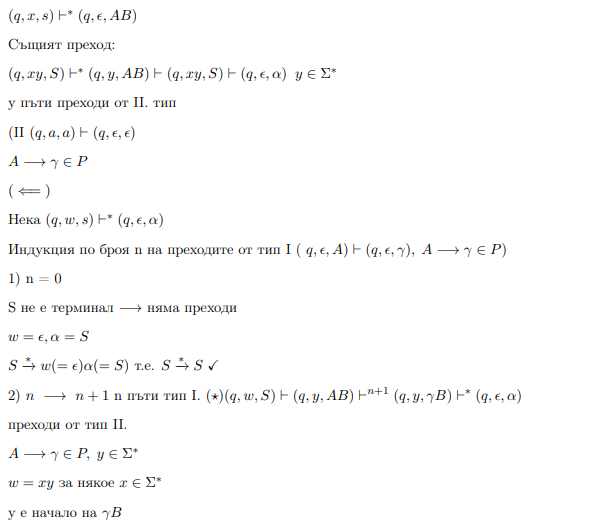 (q, x, s) ⊢* (q, ϵ, AB)
Същият преход:
(q, xy, S) ⊢* (q, y, AB) ⊢ (q, xy, S) ⊢ (q, ϵ, α) y ∈ Σ*
y пъти преходи от II. тип
(II (q, a, a) ⊢ (q, ϵ, ϵ)
A ⟶ γ ∈ P
( ⟸ )
Нека (q, w, s) ⊢* (q, ϵ, α)
Индукция по броя n на преходите от тип I ( q, ϵ, A) ⊢ (q, ϵ, γ), A ⟶ γ ∈ P)
1) n = 0
S не е терминал ⟶ няма преходи
w = ϵ, α = S
S →* w(= ϵ)α(= S) т.е. S →* S ✓
2) n ⟶ n + 1 n пъти тип I. (⋆)(q, w, S) ⊢ (q, y, AB) ⊢ⁿ⁺¹ (q, y, γB) ⊢* (q, ϵ, α)
преходи от тип II.
A ⟶ γ ∈ P, y ∈ Σ*
w = xy за някое x ∈ Σ*
y е начало на γB